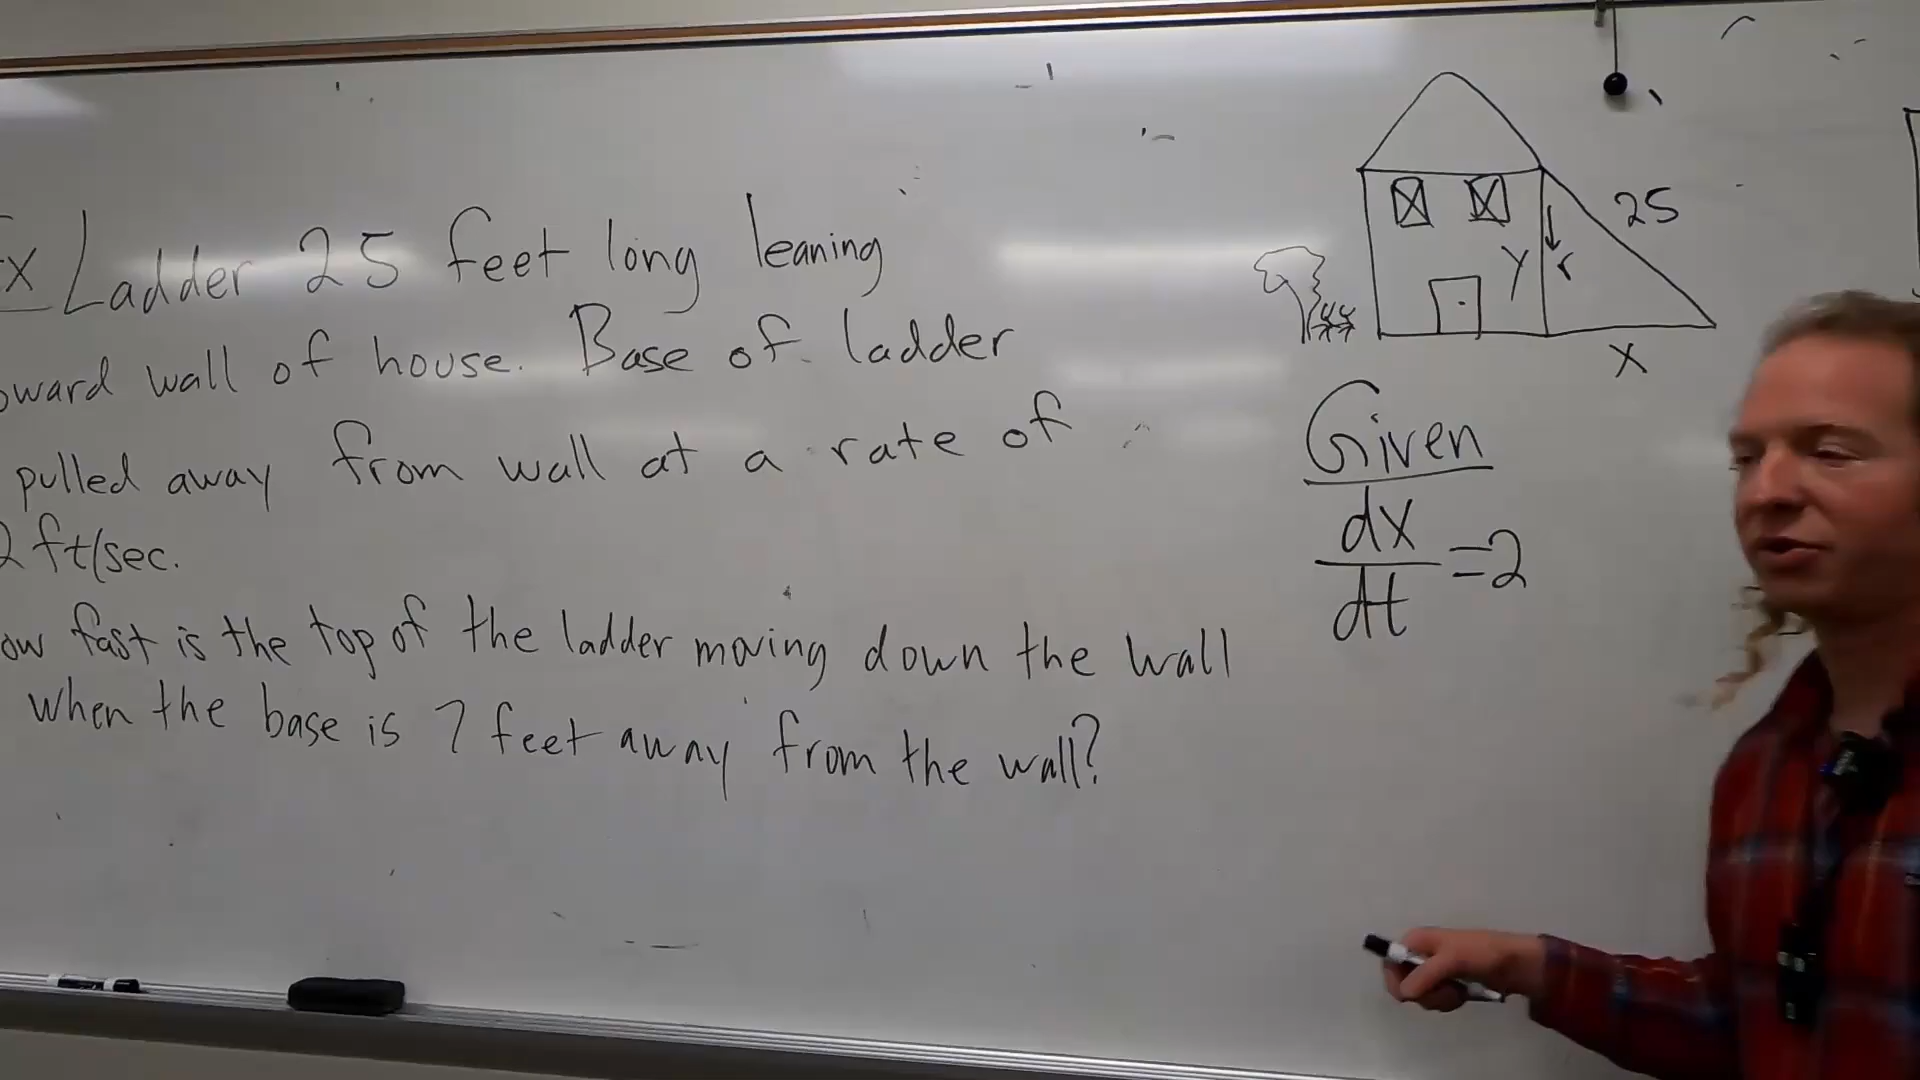 Ex Ladder 25 feet long leaning
oward wall of house. Base of ladder
pulled away from wall at a rate of
2 ft/sec.
ow fast is the top of the ladder moving down the wall
when the base is 7 feet away from the wall?
25
y r
x
Given
dx
dt
=2